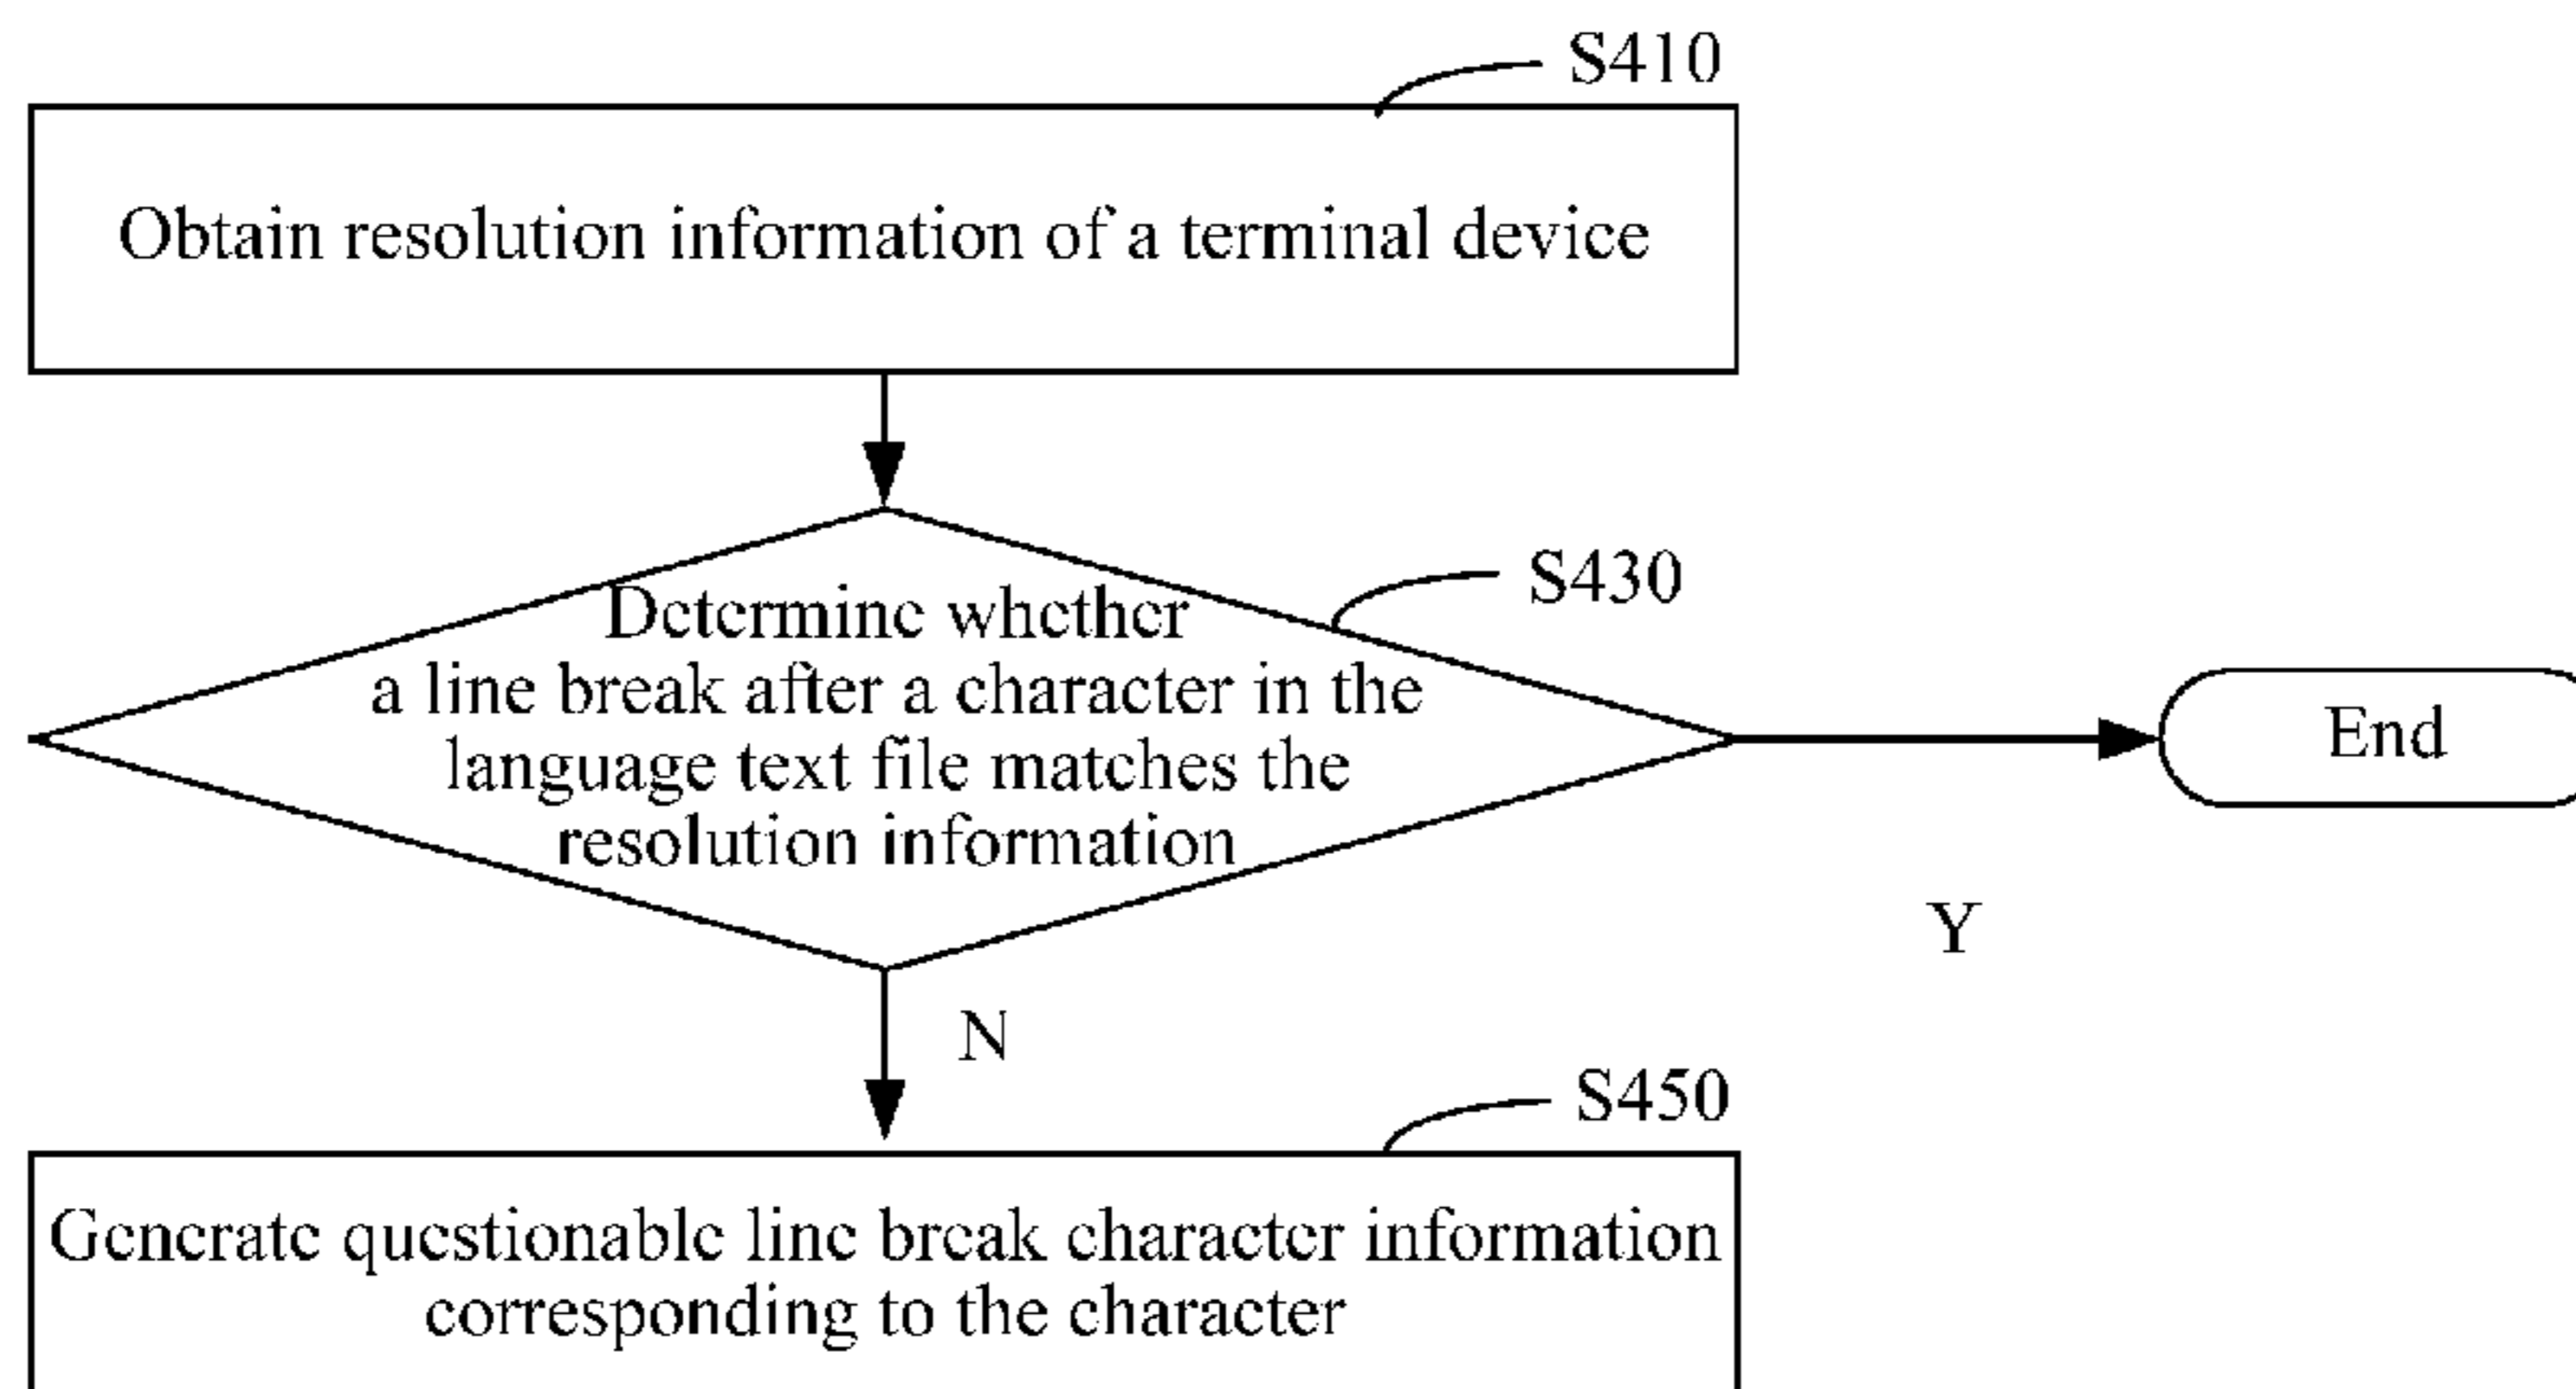 S410
Obtain resolution information of a terminal device
S430
Determine whether
a line break after a character in the
language text file matches the
resolution information
End
Y
N
S450
Generate questionable line break character information
corresponding to the character